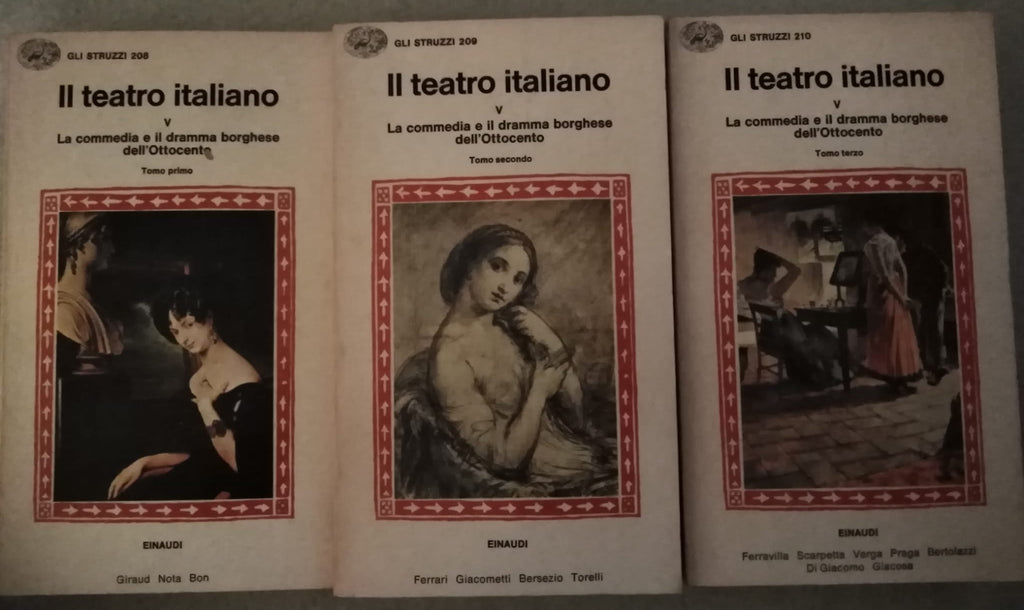 GLI STRUZZI 208
Il teatro italiano
V
La commedia e il dramma borghese
dell'Ottocento
Tomo primo
EINAUDI
Giraud Nota Bon
GLI STRUZZI 209
Il teatro italiano
V
La commedia e il dramma borghese
dell'Ottocento
Tomo secondo
EINAUDI
Ferrari Giacometti Bersezio Torelli
GLI STRUZZI 210
Il teatro italiano
V
La commedia e il dramma borghese
dell'Ottocento
Tomo terzo
EINAUDI
Ferravilla Scarpetta Verga Praga Bertolazzi
Di Giacomo Giacosa